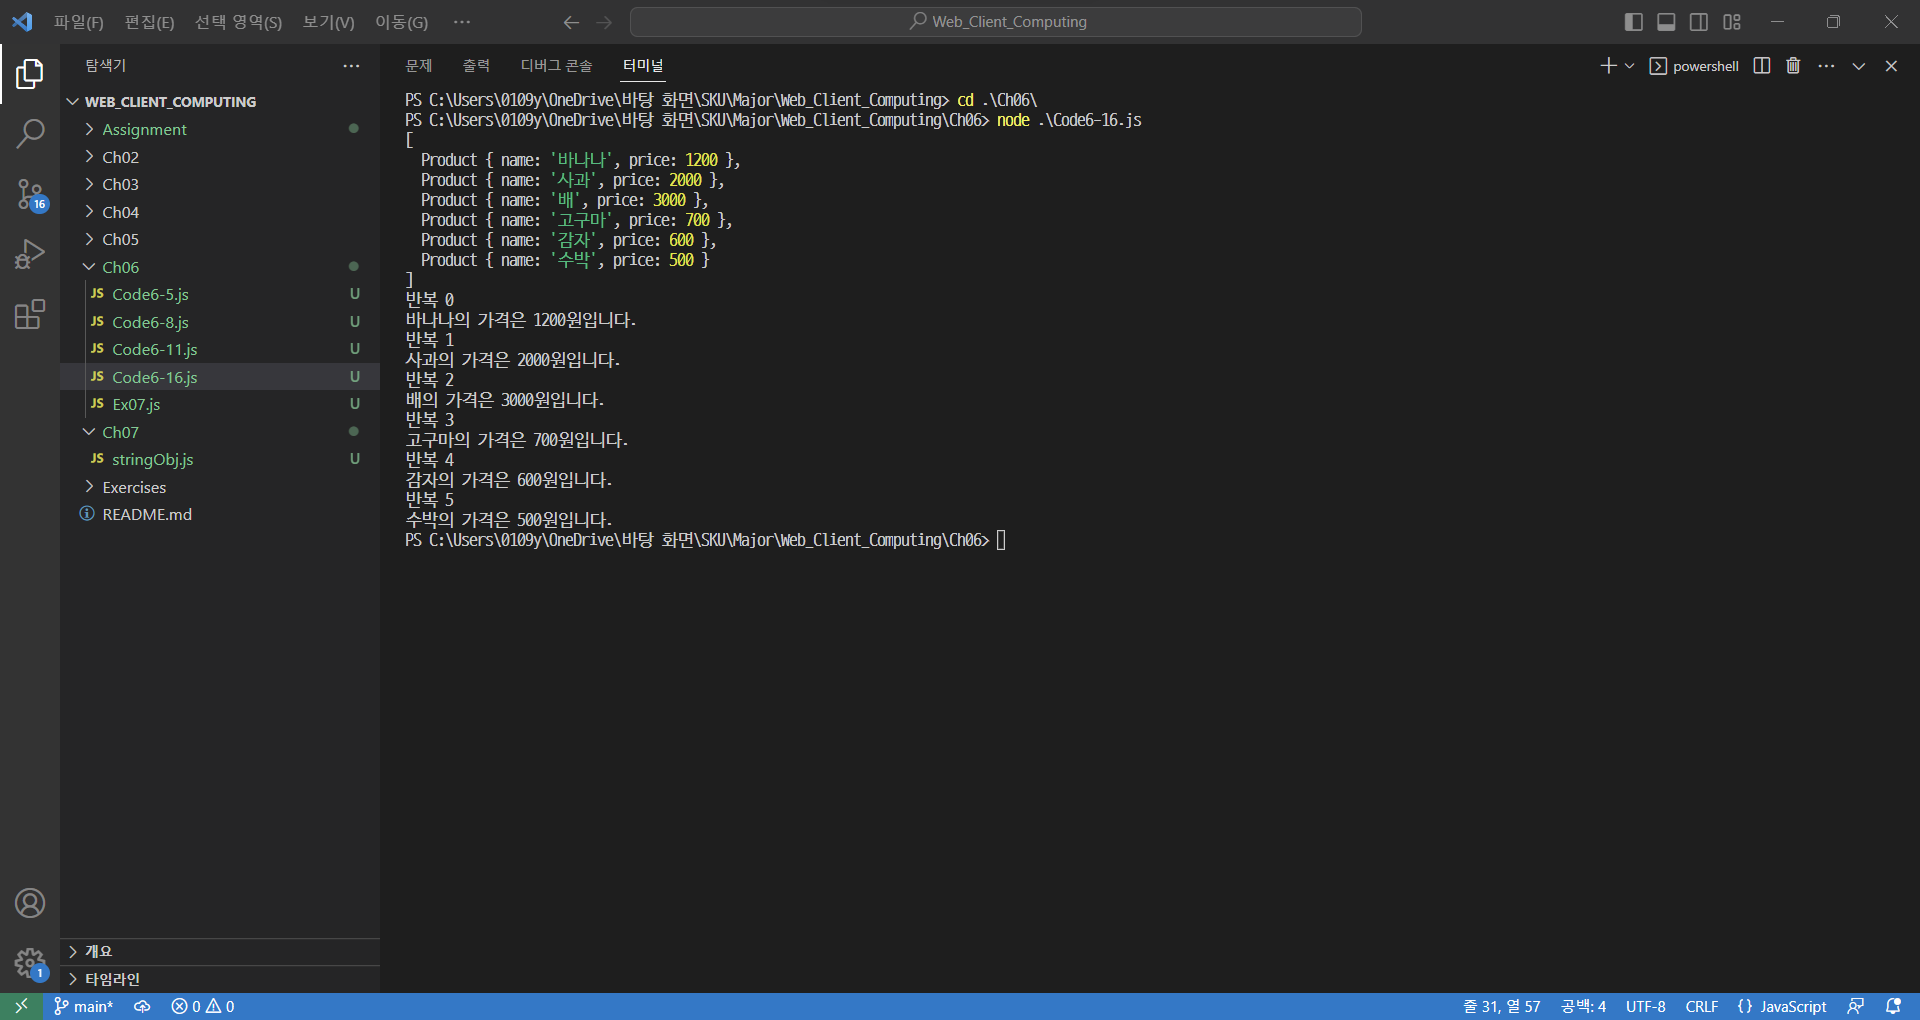 파일(F) 편집(E) 선택 영역(S) 보기(V) 이동(G) ··· Web_Client_Computing
탐색기 ···
WEB_CLIENT_COMPUTING
Assignment
Ch02
Ch03
Ch04
Ch05
Ch06
JS Code6-5.js U
JS Code6-8.js U
JS Code6-11.js U
JS Code6-16.js U
JS Ex07.js U
Ch07
JS stringObj.js U
Exercises
README.md
개요
타임라인
16
1
문제 출력 디버그 콘솔 터미널 powershell ···
PS C:\Users\0109y\OneDrive\바탕 화면\SKU\Major\Web_Client_Computing> cd .\Ch06\
PS C:\Users\0109y\OneDrive\바탕 화면\SKU\Major\Web_Client_Computing\Ch06> node .\Code6-16.js
[
  Product { name: '바나나', price: 1200 },
  Product { name: '사과', price: 2000 },
  Product { name: '배', price: 3000 },
  Product { name: '고구마', price: 700 },
  Product { name: '감자', price: 600 },
  Product { name: '수박', price: 500 }
]
반복 0
바나나의 가격은 1200원입니다.
반복 1
사과의 가격은 2000원입니다.
반복 2
배의 가격은 3000원입니다.
반복 3
고구마의 가격은 700원입니다.
반복 4
감자의 가격은 600원입니다.
반복 5
수박의 가격은 500원입니다.
PS C:\Users\0109y\OneDrive\바탕 화면\SKU\Major\Web_Client_Computing\Ch06>
main* 0 0 줄 31, 열 57 공백: 4 UTF-8 CRLF {} JavaScript